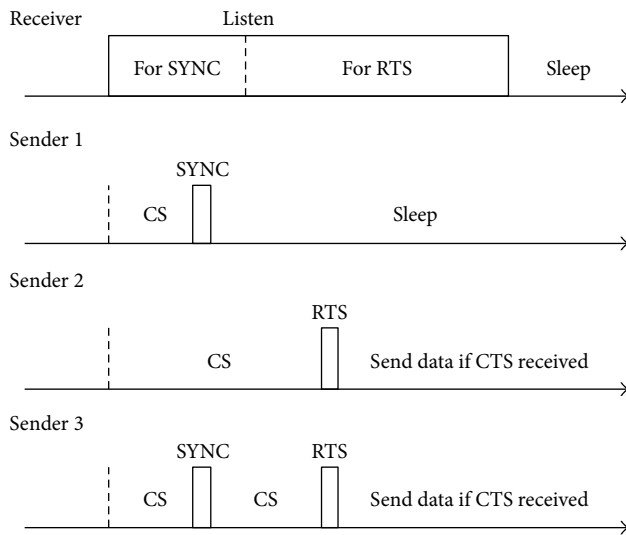 Receiver
Listen
For SYNC
For RTS
Sleep
Sender 1
SYNC
CS
Sleep
Sender 2
RTS
CS
Send data if CTS received
Sender 3
SYNC
RTS
CS
CS
Send data if CTS received